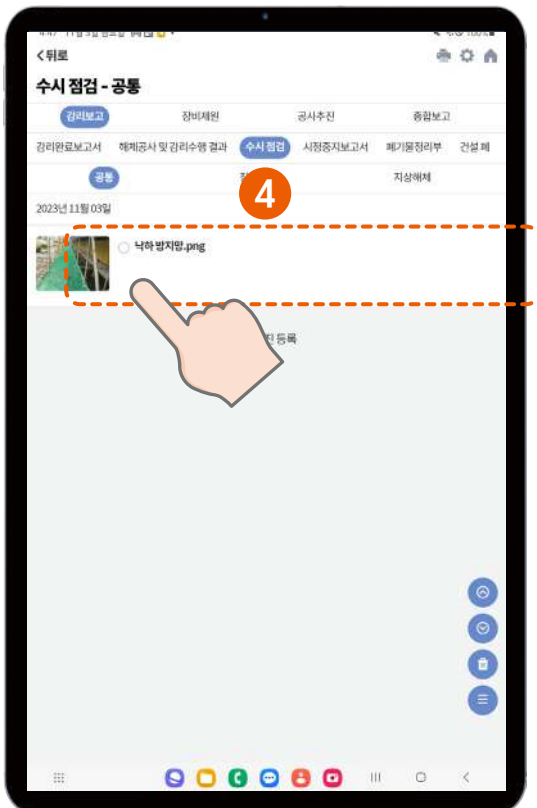 뒤로
수시 점검 - 공통
감리보고 장비제원 공사추진 종합보고
감리완료보고서 해체공사 및 감리수행 결과 수시 점검 시정중지보고서 폐기물정리부 건설 폐
공통 지상해체
4
2023년 11월 03일
낙하 방지망.png
등록